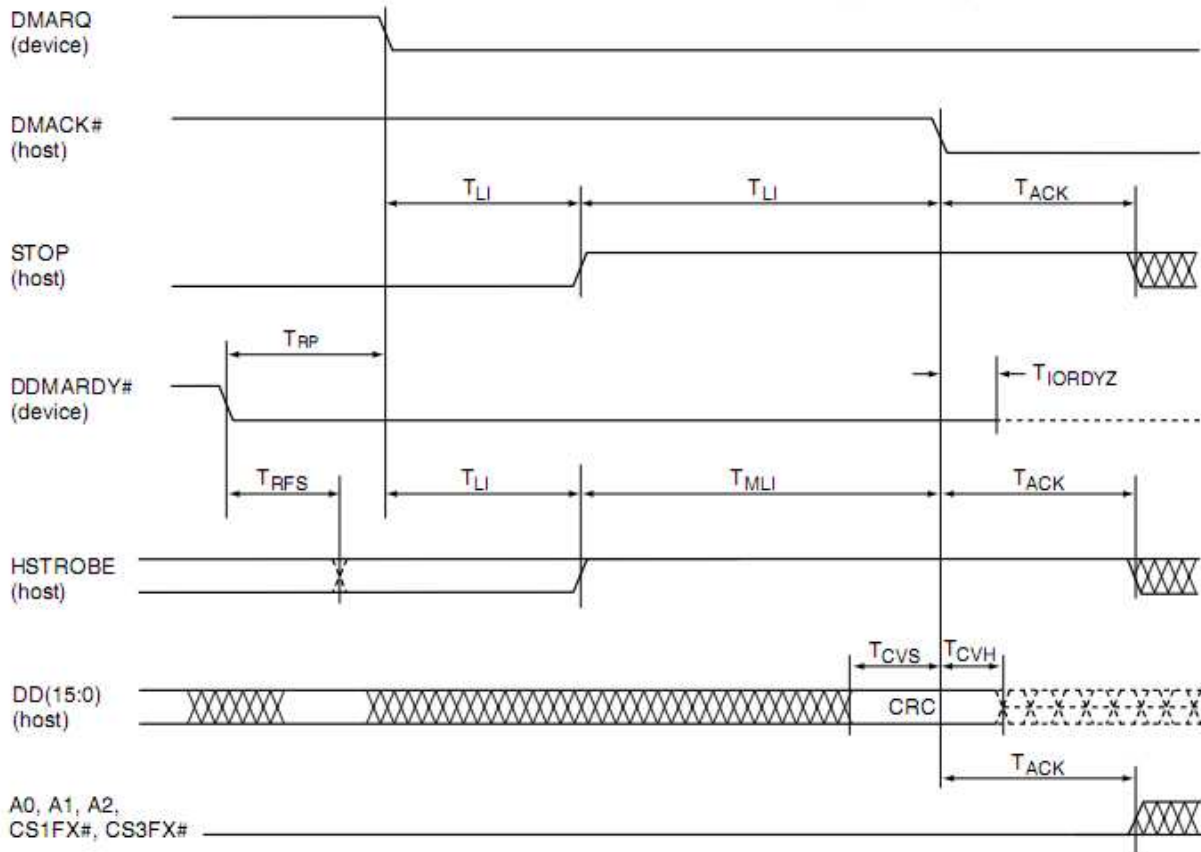 DMARQ
(device)
DMACK#
(host)
TLI
TLI
TACK
STOP
(host)
TRP
DDMARDY#
(device)
TIORDYZ
TRFS
TLI
TMLI
TACK
HSTROBE
(host)
TCVS
TCVH
DD(15:0)
(host)
CRC
TACK
A0, A1, A2,
CS1FX#, CS3FX#